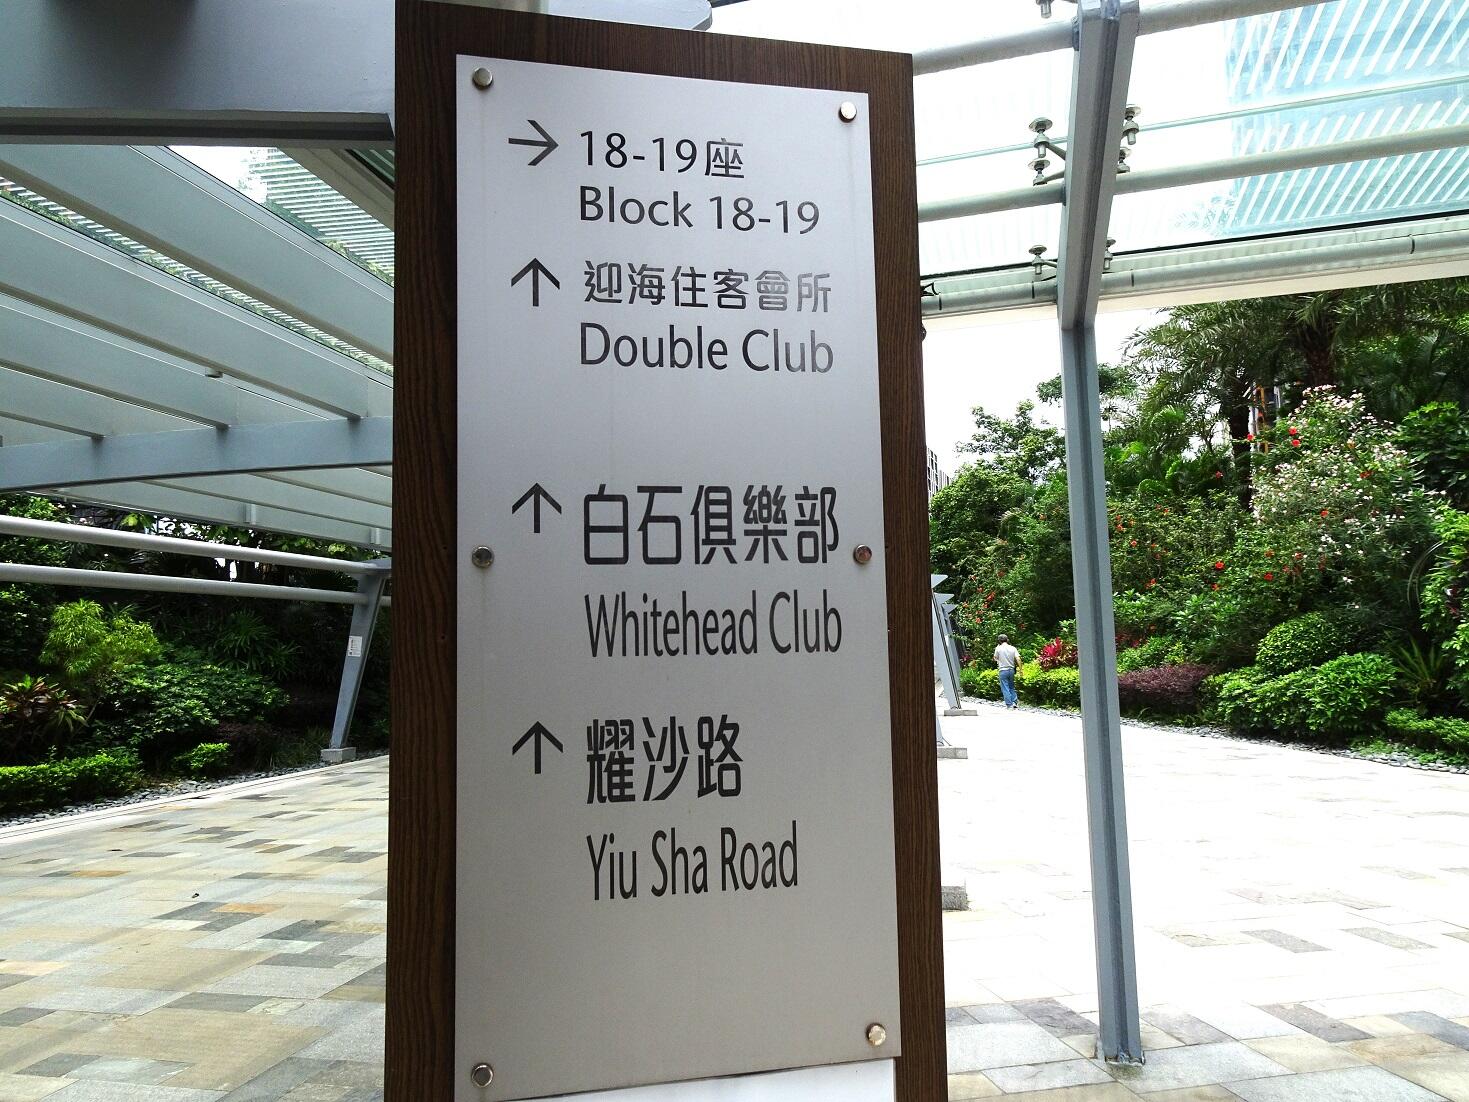 → 18-19座
Block 18-19
↑ 迎海住客會所
Double Club
↑ 白石俱樂部
Whitehead Club
↑ 耀沙路
Yiu Sha Road